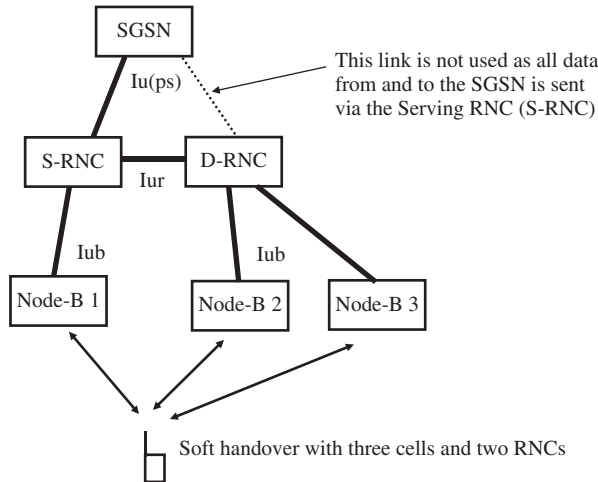 SGSN
This link is not used as all data
from and to the SGSN is sent
via the Serving RNC (S-RNC)
Iu(ps)
S-RNC
D-RNC
Iur
Iub
Iub
Node-B 1
Node-B 2
Node-B 3
Soft handover with three cells and two RNCs